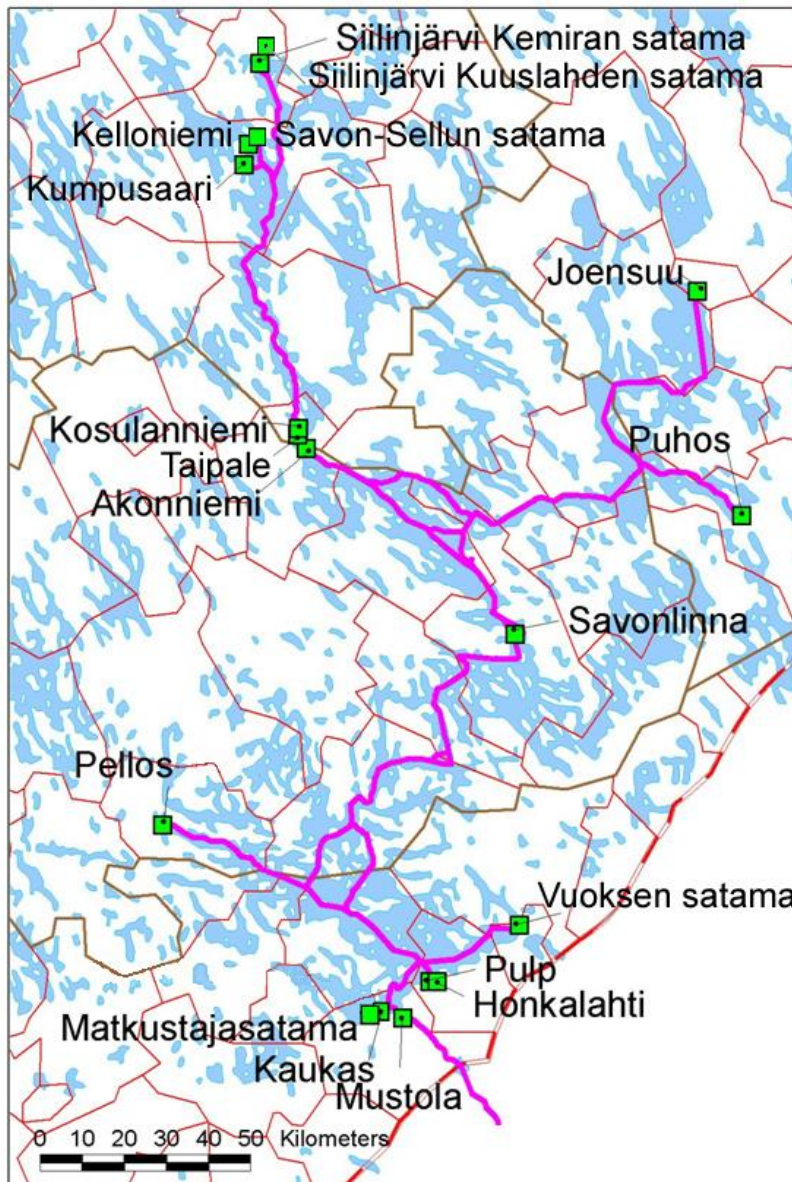 Siilinjärvi Kemiran satama
Siilinjärvi Kuuslahden satama
Kelloniemi
Savon-Sellun satama
Kumpusaari
Joensuu
Kosulanniemi
Taipale
Akonniemi
Puhos
Savonlinna
Pellos
Vuoksen satama
Pulp
Honkalahti
Matkustajasatama
Kaukas
Mustola
0 10 20 30 40 50 Kilometers